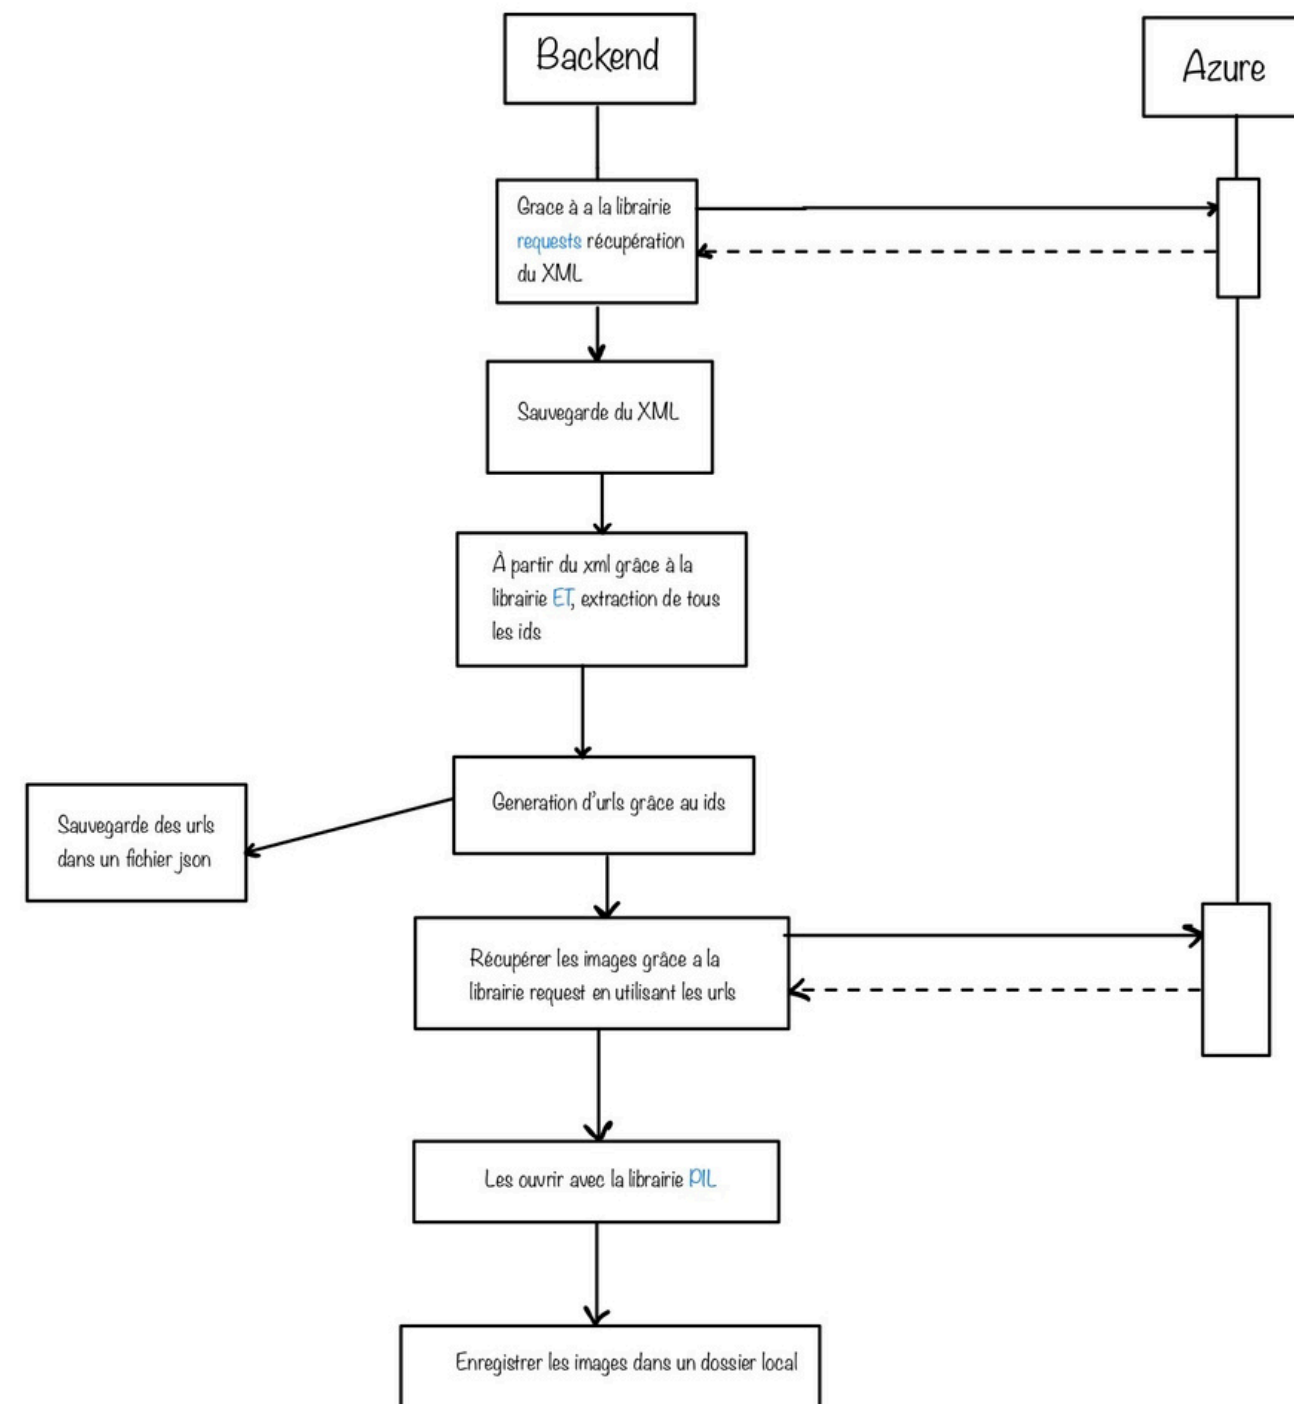 Backend
Azure
Grace à a la librairie
requests récupération
du XML
Sauvegarde du XML
À partir du xml grâce à la
librairie ET, extraction de tous
les ids
Generation d'urls grâce au ids
Sauvegarde des urls
dans un fichier json
Récupérer les images grâce a la
librairie request en utilisant les urls
Les ouvrir avec la librairie PIL
Enregistrer les images dans un dossier local